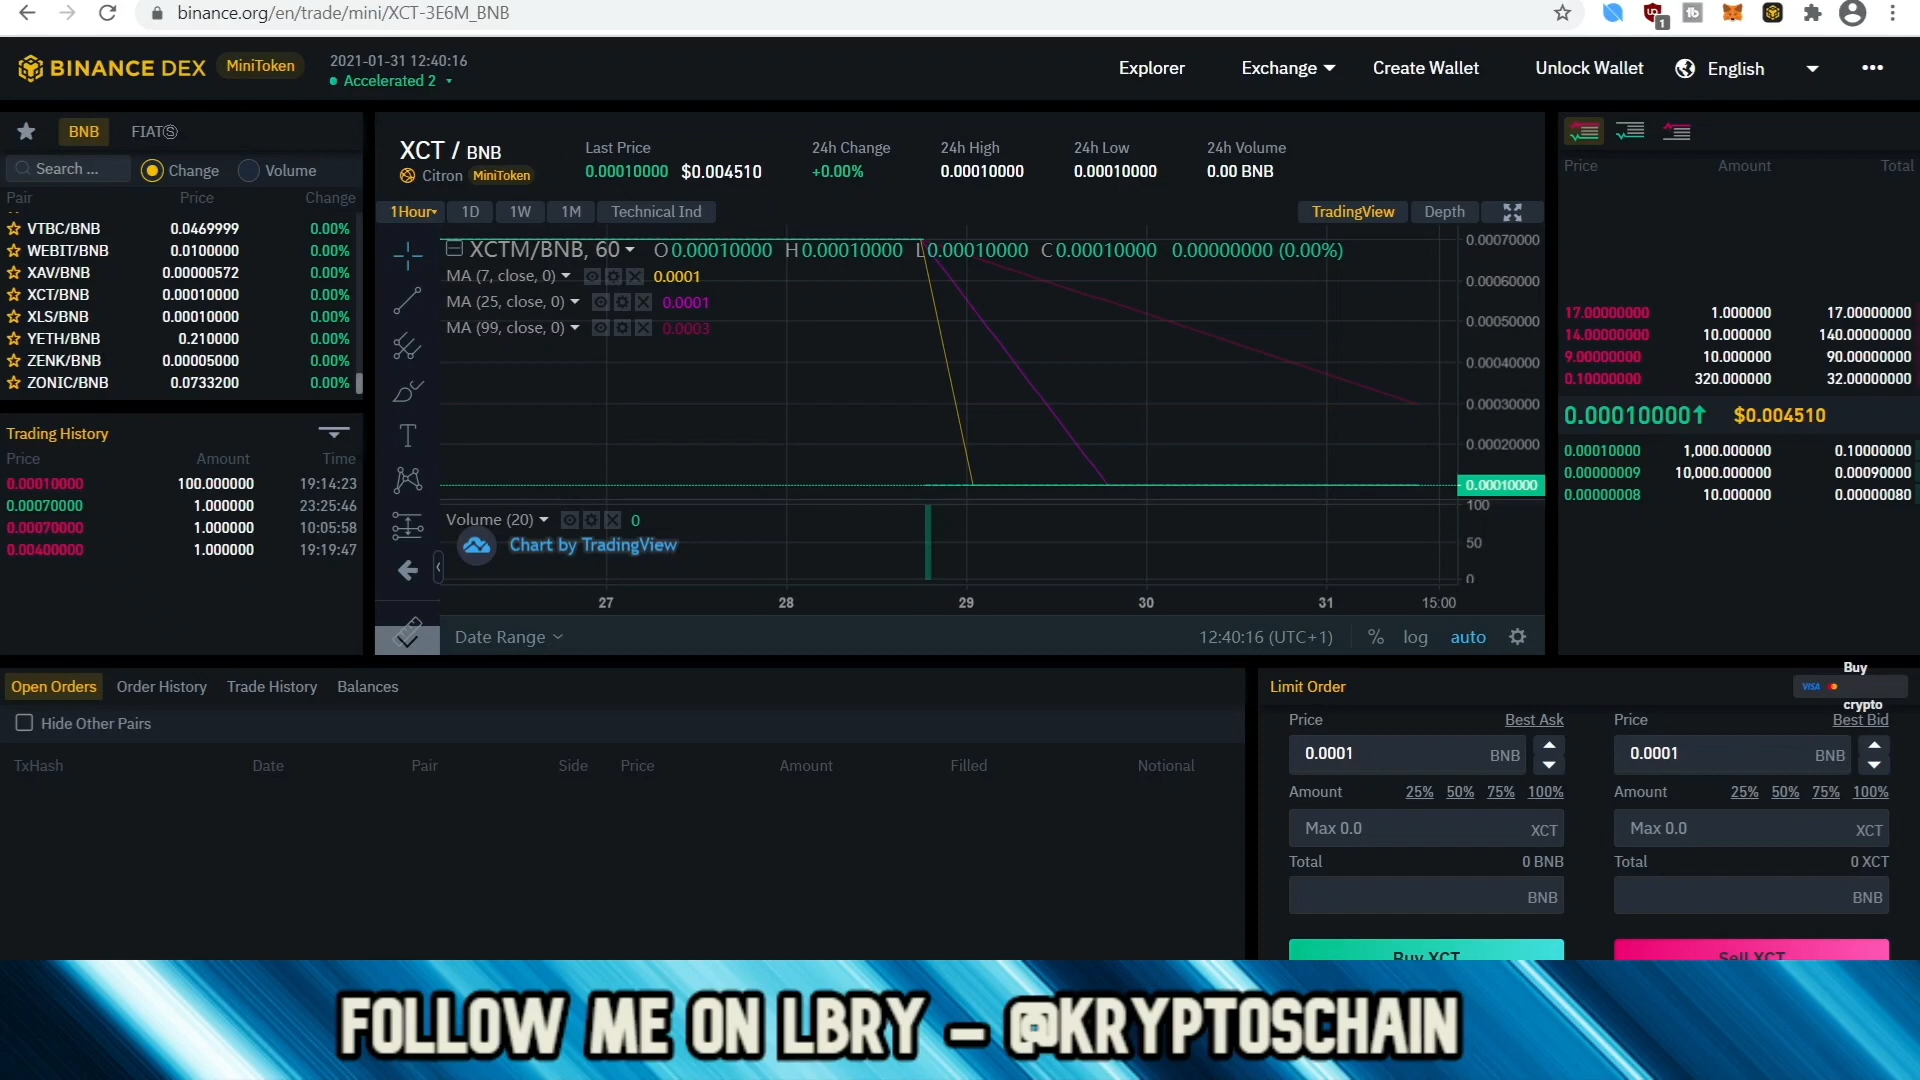 binance.org/en/trade/mini/XCT-3E6M_BNB
1
BINANCE DEX
MiniToken
2021-01-31 12:40:16
Accelerated 2
Explorer
Exchange
Create Wallet
Unlock Wallet
English
BNB
FIAT
Search ...
Change
Volume
Pair Price Change
VTBC/BNB 0.0469999 0.00%
WEBIT/BNB 0.0100000 0.00%
XAV/BNB 0.00000572 0.00%
XCT/BNB 0.00010000 0.00%
XLS/BNB 0.00010000 0.00%
YETH/BNB 0.210000 0.00%
ZENK/BNB 0.00005000 0.00%
ZONIC/BNB 0.0733200 0.00%
Trading History
Price Amount Time
0.00010000 100.000000 19:14:23
0.00070000 1.000000 23:25:46
0.00070000 1.000000 10:05:58
0.00400000 1.000000 19:19:47
XCT / BNB
Citron MiniToken
Last Price
0.00010000 $0.004510
24h Change
+0.00%
24h High
0.00010000
24h Low
0.00010000
24h Volume
0.00 BNB
1Hour 1D 1W 1M Technical Ind
TradingView Depth
XCTM/BNB, 60 O0.00010000 H0.00010000 L0.00010000 C0.00010000 0.00000000 (0.00%)
MA (7, close, 0) 0.0001
MA (25, close, 0) 0.0001
MA (99, close, 0) 0.0003
0.00070000
0.00060000
0.00050000
0.00040000
0.00030000
0.00020000
0.00010000
Volume (20) 0
Chart by TradingView
100
50
0
27 28 29 30 31 15:00
Date Range
12:40:16 (UTC+1) % log auto
Price Amount Total
17.00000000 1.000000 17.00000000
14.00000000 10.000000 140.00000000
9.00000000 10.000000 90.00000000
0.10000000 320.000000 32.00000000
0.00010000↑ $0.004510
0.00010000 1,000.000000 0.10000000
0.00000009 10,000.000000 0.00090000
0.00000008 10.000000 0.00000080
Open Orders Order History Trade History Balances
Hide Other Pairs
TxHash Date Pair Side Price Amount Filled Notional
Limit Order
Buy
VISA
crypto
Price Best Ask
0.0001 BNB
Amount 25% 50% 75% 100%
Max 0.0 XCT
Total 0 BNB
BNB
Buy XCT
Price Best Bid
0.0001 BNB
Amount 25% 50% 75% 100%
Max 0.0 XCT
Total 0 XCT
BNB
Sell XCT
FOLLOW ME ON LBRY – @KRYPTOSCHAIN